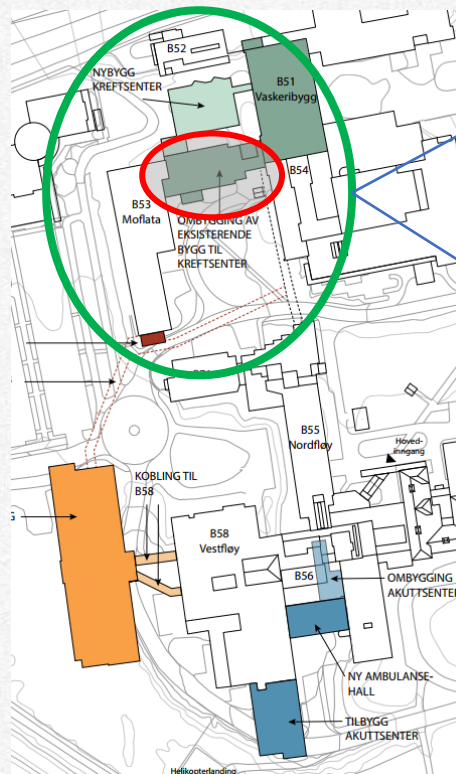 B52
NYBYGG
KREFTSENTER
B51
Vaskeribygg
B54
B53
Moflata
OMBYGGING AV
EKSISTERENDE
BYGG TIL
KREFTSENTER
B55
Nordfløy
Hoved-
inngang
KOBLING TIL
B58
G
B58
Vestfløy
B56
OMBYGGING
AKUTTSENTER
NY AMBULANSE-
HALL
TILBYGG
AKUTTSENTER
Helikopterlanding